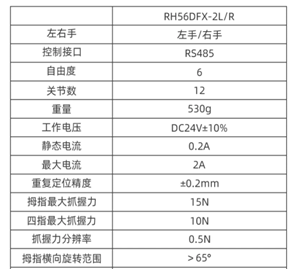 RH56DFX-2L/R
左右手 左手/右手
控制接口 RS485
自由度 6
关节数 12
重量 530g
工作电压 DC24V±10%
静态电流 0.2A
最大电流 2A
重复定位精度 ±0.2mm
拇指最大抓握力 15N
四指最大抓握力 10N
抓握力分辨率 0.5N
拇指横向旋转范围 ＞65°